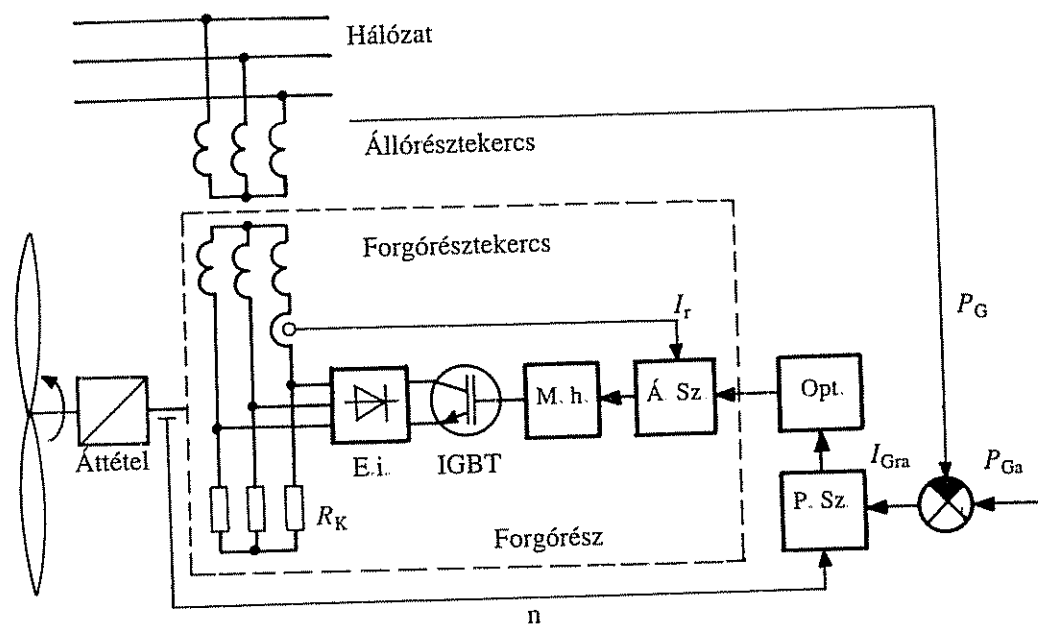 Hálózat
Állórésztekercs
Forgórésztekercs
I_r
P_G
M. h.
Á. Sz.
Opt.
Áttétel
E.i.
IGBT
I_Gra
P_Ga
P. Sz.
R_K
Forgórész
n